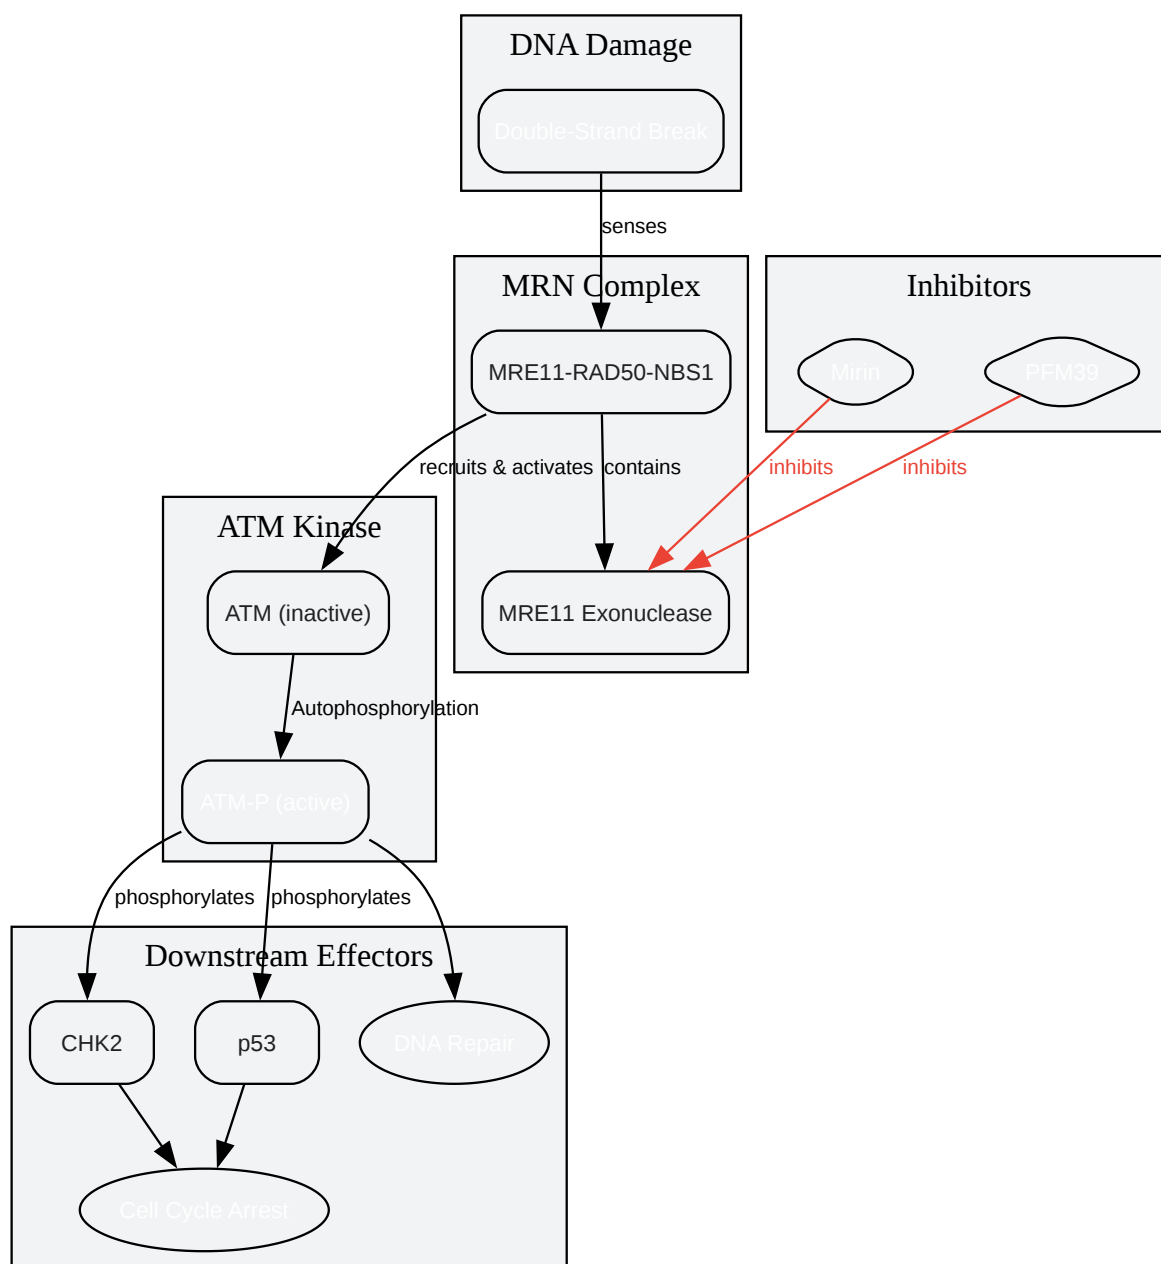 DNA Damage
Double-Strand Break
senses
MRN Complex
Inhibitors
MRE11-RAD50-NBS1
Mirin
PFM39
recruits & activates
contains
inhibits
inhibits
ATM Kinase
ATM (inactive)
MRE11 Exonuclease
Autophosphorylation
ATM-P (active)
phosphorylates
phosphorylates
Downstream Effectors
CHK2
p53
DNA Repair
Cell Cycle Arrest